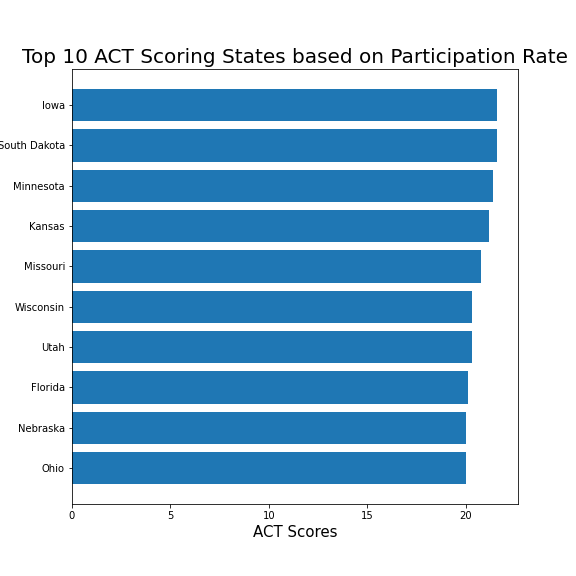 Top 10 ACT Scoring States based on Participation Rate
Iowa
South Dakota
Minnesota
Kansas
Missouri
Wisconsin
Utah
Florida
Nebraska
Ohio
0 5 10 15 20
ACT Scores